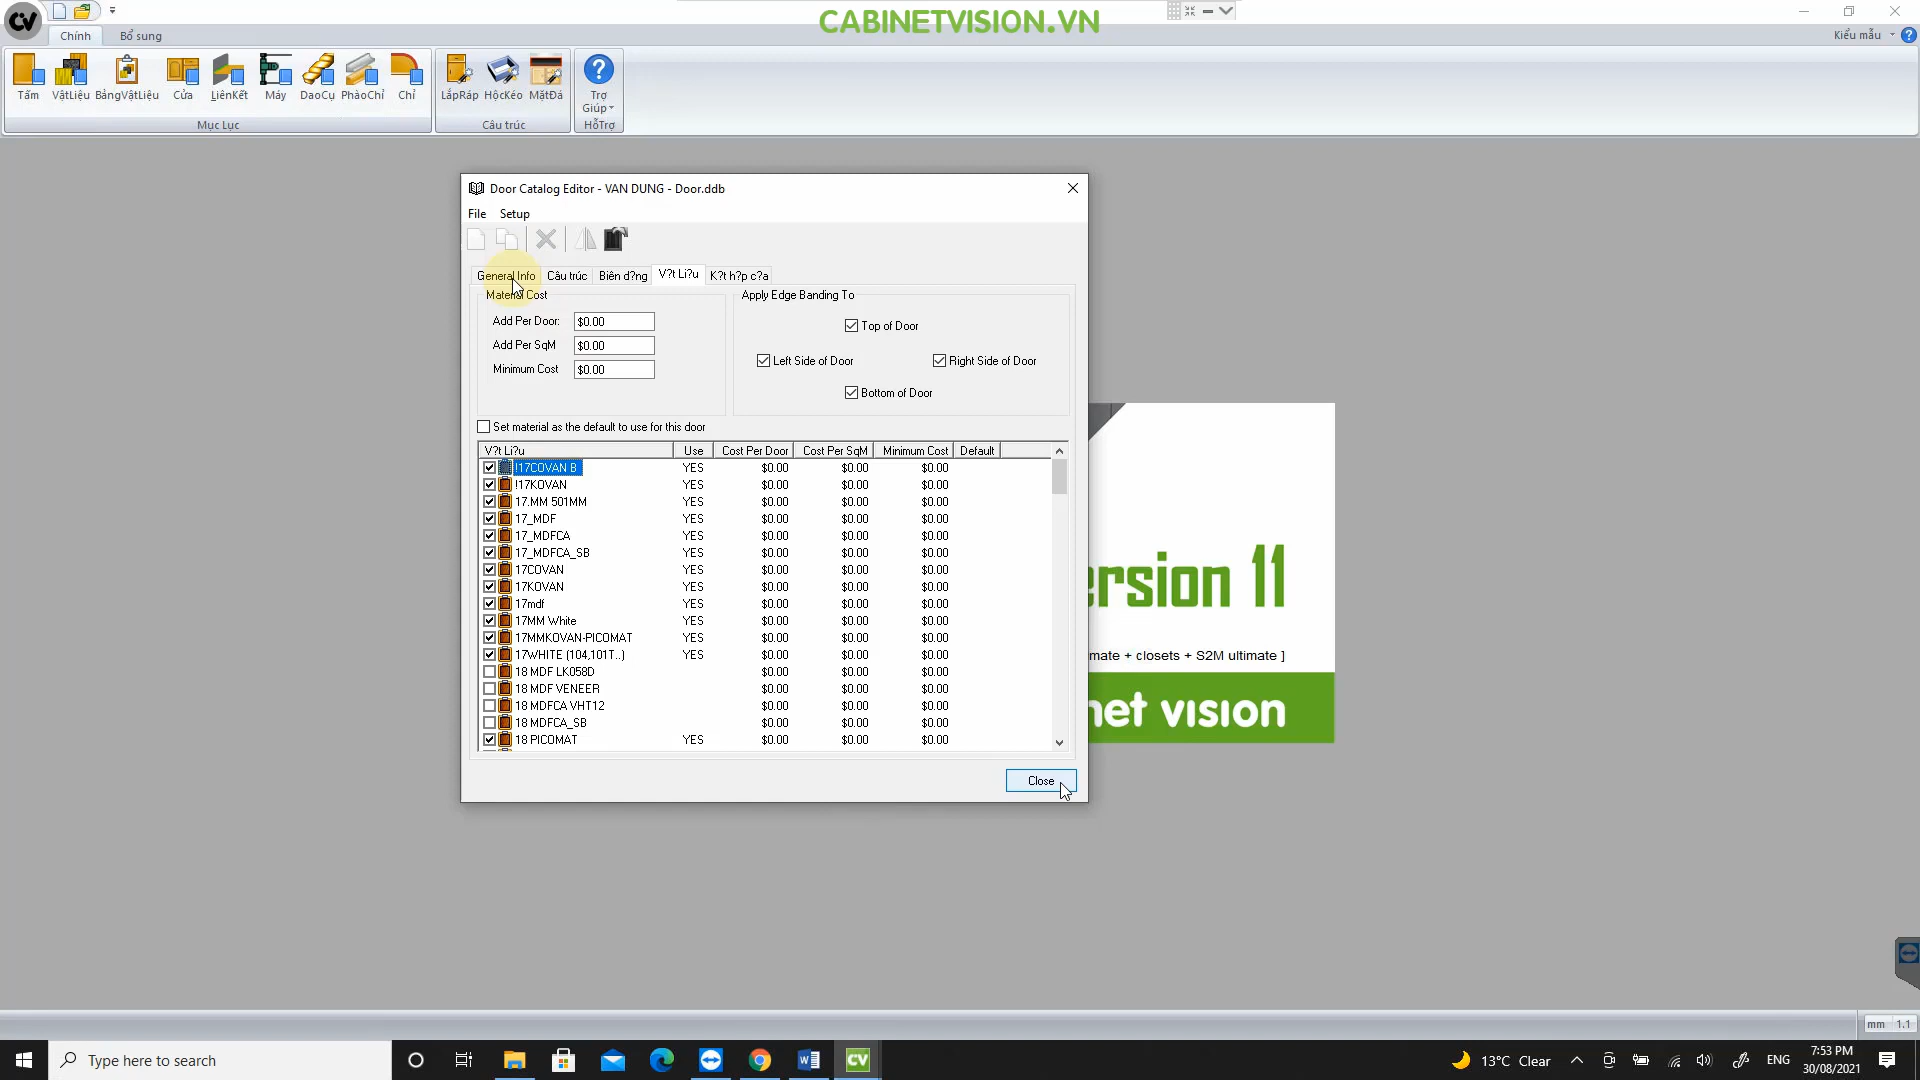 CABINETVISION.VN
CV
Chính Bổ sung
Kiểu mẫu
Tấm VậtLiệu BảngVậtLiệu Cửa LiênKết Máy DaoCụ PhàoChỉ Chỉ LắpRáp HộcKéo MặtĐá Trợ
Giúp
Mục Lục Câu trúc HỗTrợ
Door Catalog Editor - VAN DUNG - Door.ddb
File Setup
General Info Câu trúc Biên d?ng V?t Li?u K?t h?p c?a
Material Cost Apply Edge Banding To
Add Per Door: $0.00 Top of Door
Add Per SqM $0.00
Left Side of Door Right Side of Door
Minimum Cost $0.00
Bottom of Door
Set material as the default to use for this door
V?t Li?u Use Cost Per Door Cost Per SqM Minimum Cost Default
!17COVAN B YES $0.00 $0.00 $0.00
!17KOVAN YES $0.00 $0.00 $0.00
17.MM 501MM YES $0.00 $0.00 $0.00
17_MDF YES $0.00 $0.00 $0.00
17_MDFCA YES $0.00 $0.00 $0.00
17_MDFCA_SB YES $0.00 $0.00 $0.00
17COVAN YES $0.00 $0.00 $0.00
17KOVAN YES $0.00 $0.00 $0.00
17mdf YES $0.00 $0.00 $0.00
17MM White YES $0.00 $0.00 $0.00
17MMKOVAN-PICOMAT YES $0.00 $0.00 $0.00
17WHITE (104,101T..) YES $0.00 $0.00 $0.00
18 MDF LK058D $0.00 $0.00 $0.00
18 MDF VENEER $0.00 $0.00 $0.00
18 MDFCA VHT12 $0.00 $0.00 $0.00
18 MDFCA_SB $0.00 $0.00 $0.00
18 PICOMAT YES $0.00 $0.00 $0.00
Close
ersion 11
mate + closets + S2M ultimate ]
net vision
mm 1.1
Type here to search
CV
13°C Clear
ENG
7:53 PM
30/08/2021